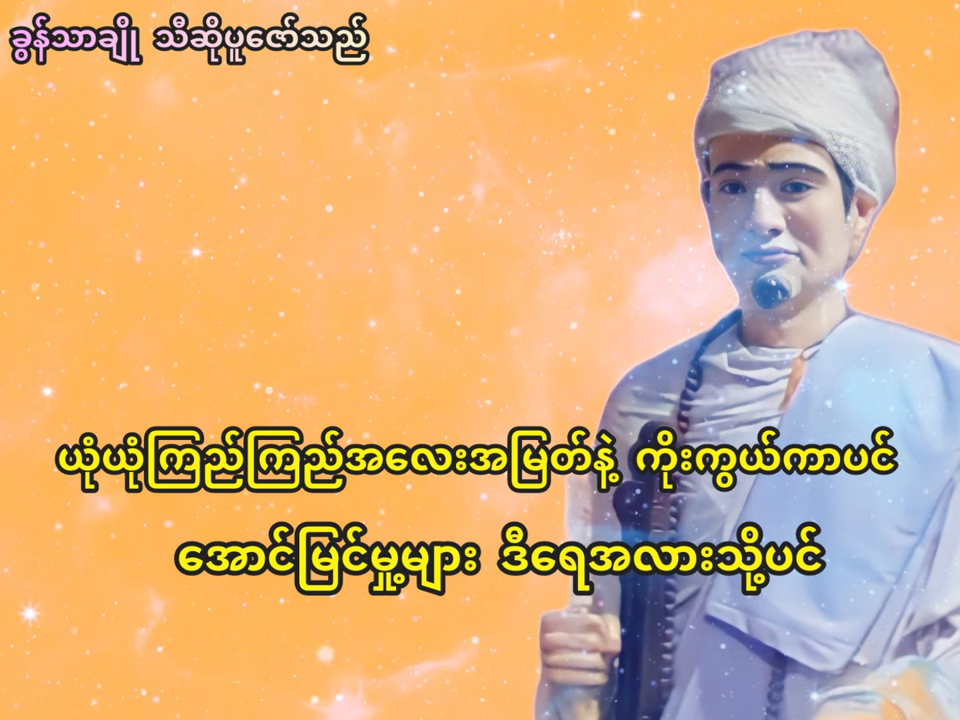 ခွန်သာချို သီဆိုပူဇော်သည်
ယုံယုံကြည်ကြည်အလေးအမြတ်နဲ့ ကိုးကွယ်ကာပင်
အောင်မြင်မှု့များ ဒီရေအလားသို့ပင်